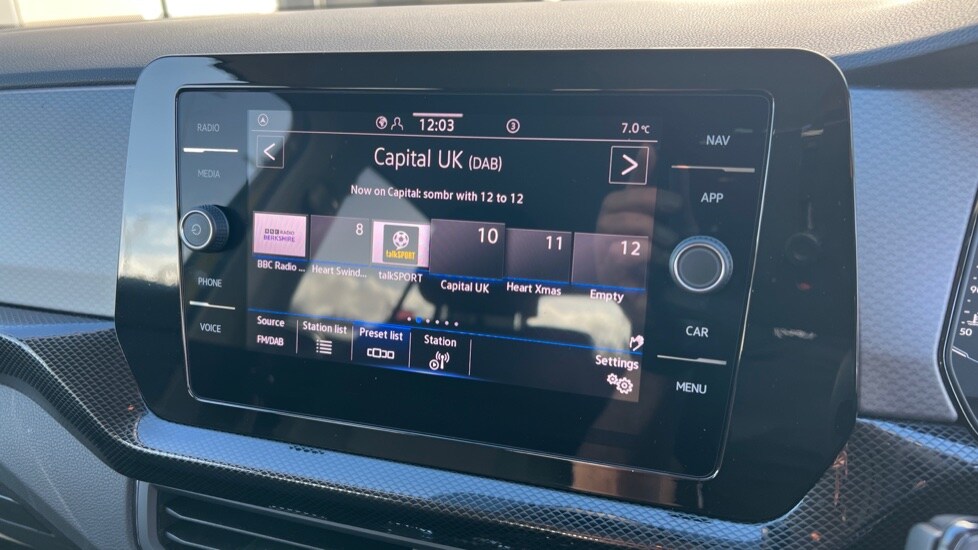 RADIO
MEDIA
PHONE
VOICE
12:03
3
7.0°C
Capital UK (DAB)
Now on Capital: sombr with 12 to 12
BBC RADIO
BERKSHIRE
8
talkSPORT
10
11
12
BBC Radio ...
Heart Swind...
talkSPORT
Capital UK
Heart Xmas
Empty
Source
FM/DAB
Station list
Preset list
Station
Settings
NAV
APP
CAR
MENU
50